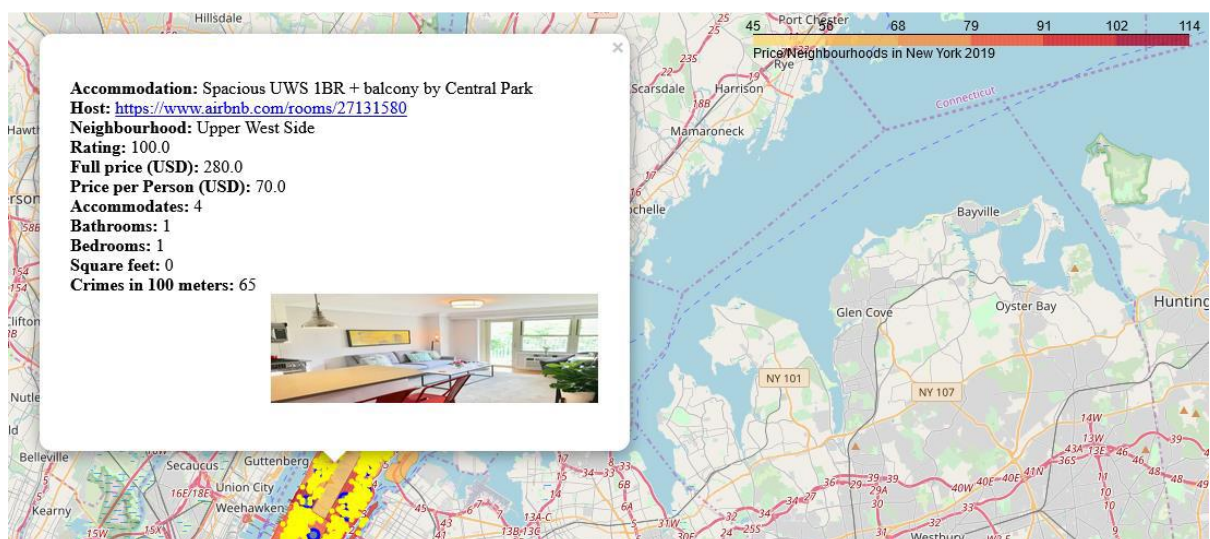 Hillsdale
Port Chester
45 56 68 79 91 102 114
Price/Neighbourhoods in New York 2019
Rye
×
Accommodation: Spacious UWS 1BR + balcony by Central Park
Host: https://www.airbnb.com/rooms/27131580
Neighbourhood: Upper West Side
Rating: 100.0
Full price (USD): 280.0
Price per Person (USD): 70.0
Accommodates: 4
Bathrooms: 1
Bedrooms: 1
Square feet: 0
Crimes in 100 meters: 65
Scarsdale
Harrison
Connecticut
Mamaroneck
chelle
Bayville
Glen Cove
Oyster Bay
Hunting
NY 101
NY 107
Nutle
Belleville
Secaucus
Guttenberg
Union City
Weehawken
Kearny
Westbury